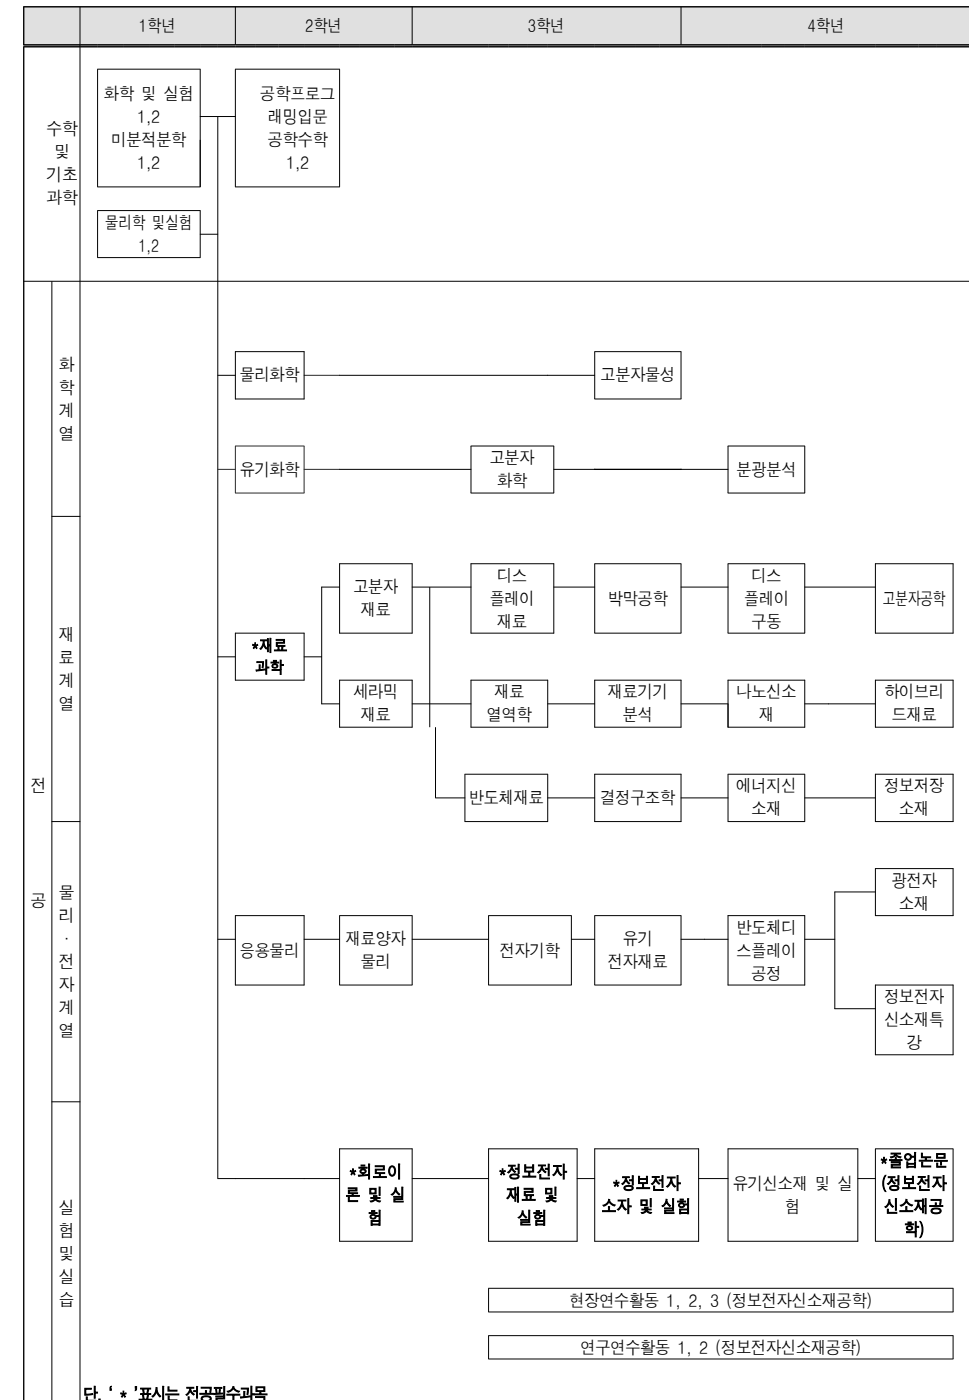 1학년 2학년 3학년 4학년
수학
및
기초
과학
화학 및 실험
1,2
미분적분학
1,2
공학프로그
래밍입문
공학수학
1,2
물리학 및실험
1,2
전
공
화
학
계
열
물리화학
고분자물성
유기화학
고분자
화학
분광분석
재
료
계
열
*재료
과학
고분자
재료
디스
플레이
재료
박막공학
디스
플레이
구동
고분자공학
세라믹
재료
재료
열역학
재료기기
분석
나노신소
재
하이브리
드재료
반도체재료
결정구조학
에너지신
소재
정보저장
소재
물
리
·
전
자
계
열
응용물리
재료양자
물리
전자기학
유기
전자재료
반도체디
스플레이
공정
광전자
소재
정보전자
신소재특
강
실
험
및
실
습
*회로이
론 및 실
험
*정보전자
재료 및
실험
*정보전자
소자 및 실험
유기신소재 및 실
험
*졸업논문
(정보전자
신소재공
학)
현장연수활동 1, 2, 3 (정보전자신소재공학)
연구연수활동 1, 2 (정보전자신소재공학)
단, ' * '표시는 전공필수과목